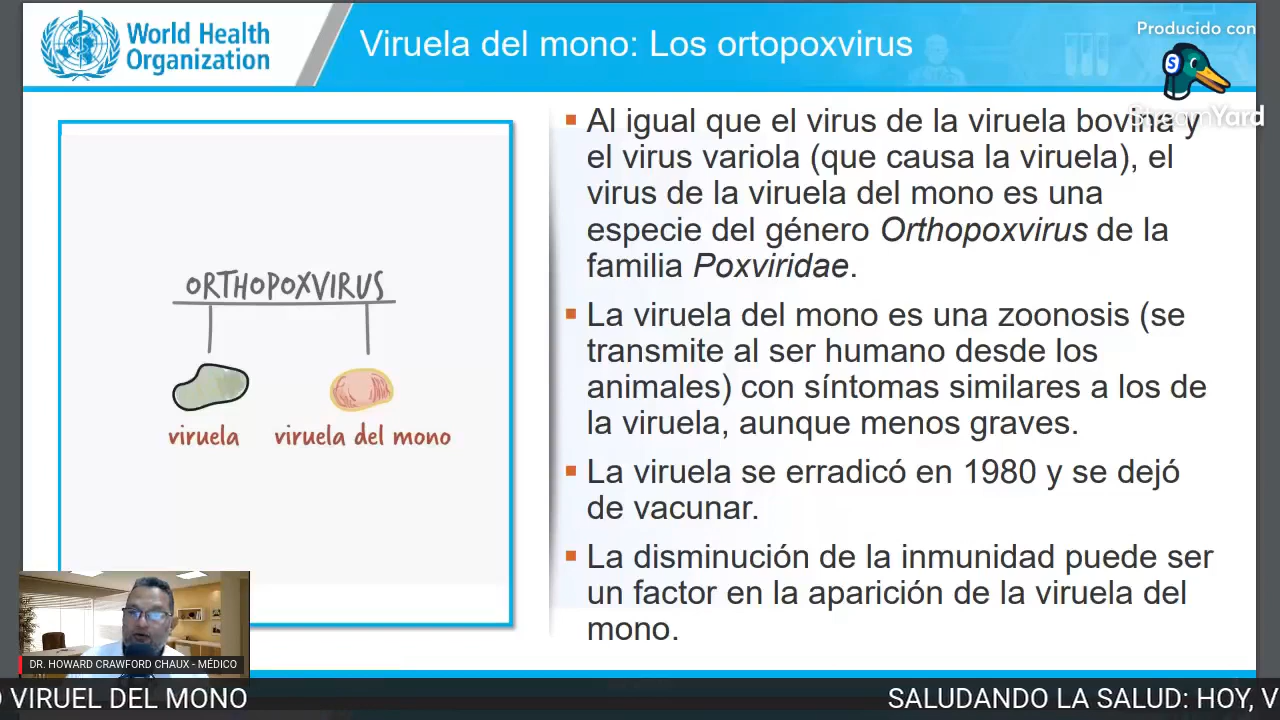 World Health
Organization
Viruela del mono: Los ortopoxvirus
Producido con
S
StreamYard
Al igual que el virus de la viruela bovina y
el virus variola (que causa la viruela), el
virus de la viruela del mono es una
especie del género Orthopoxvirus de la
familia Poxviridae.
La viruela del mono es una zoonosis (se
transmite al ser humano desde los
animales) con síntomas similares a los de
la viruela, aunque menos graves.
La viruela se erradicó en 1980 y se dejó
de vacunar.
La disminución de la inmunidad puede ser
un factor en la aparición de la viruela del
mono.
ORTHOPOXVIRUS
viruela viruela del mono
DR. HOWARD CRAWFORD CHAUX - MÉDICO
O VIRUEL DEL MONO SALUDANDO LA SALUD: HOY, V